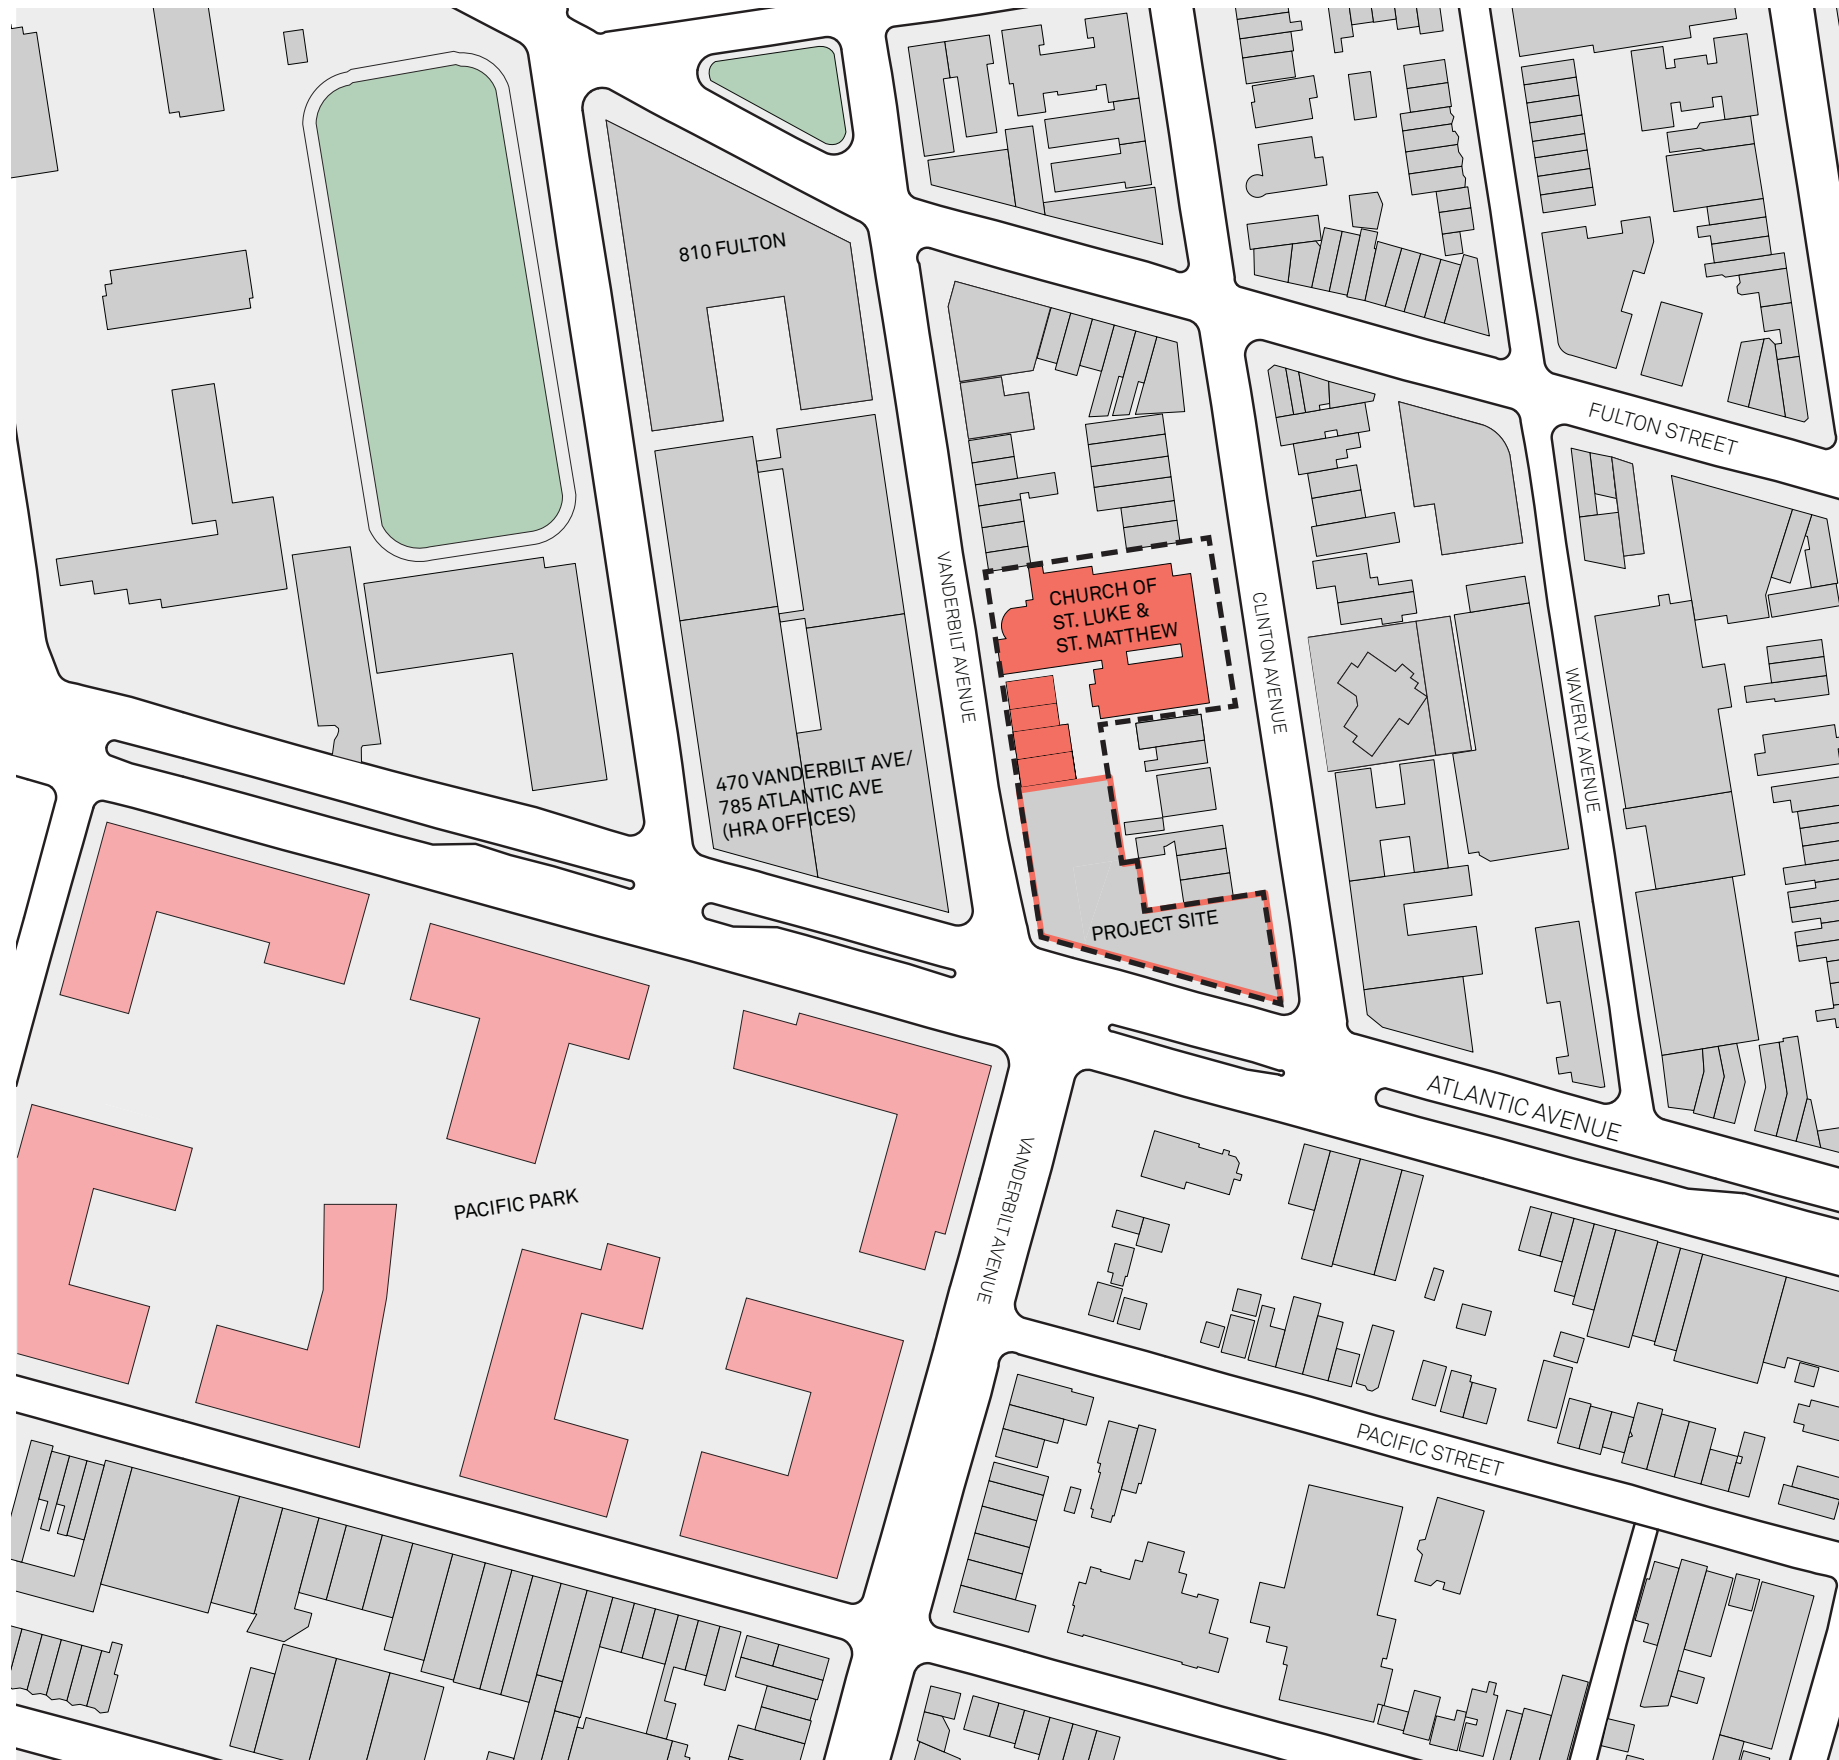 810 FULTON
FULTON STREET
VANDERBILT AVENUE
CHURCH OF
ST. LUKE &
ST. MATTHEW
CLINTON AVENUE
WAVERLY AVENUE
470 VANDERBILT AVE/
785 ATLANTIC AVE
(HRA OFFICES)
PROJECT SITE
ATLANTIC AVENUE
VANDERBILT AVENUE
PACIFIC PARK
PACIFIC STREET